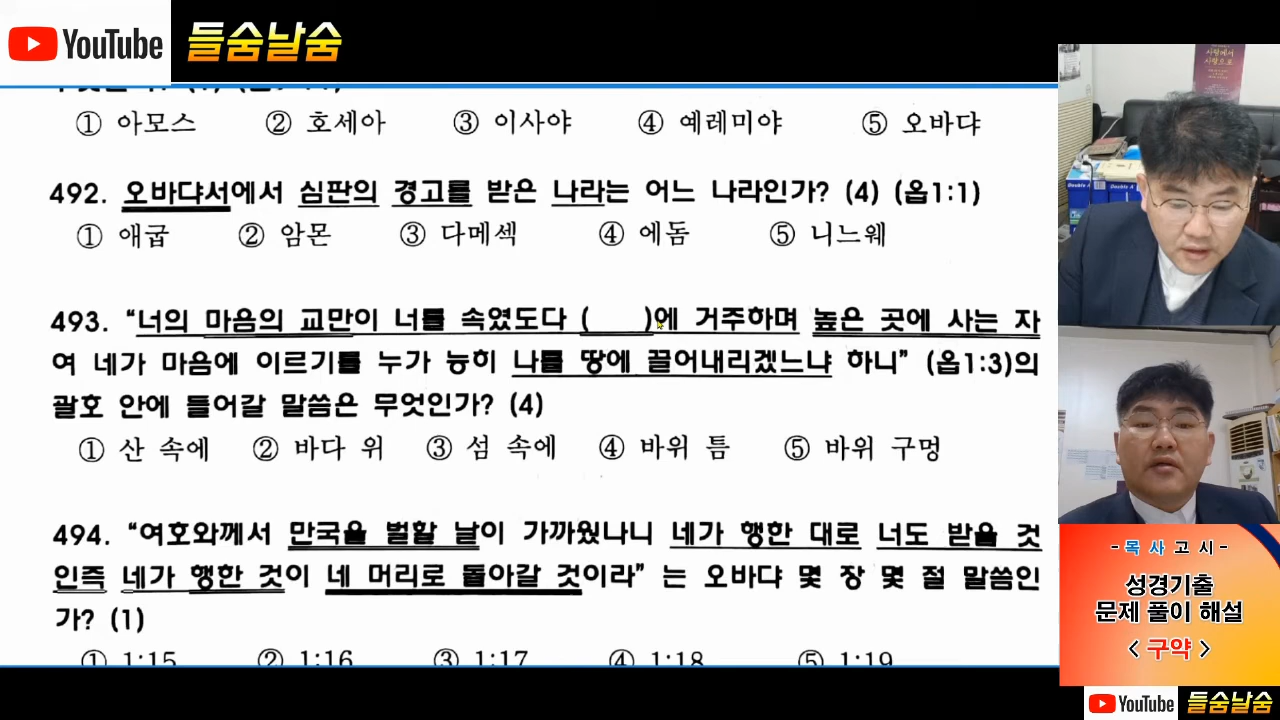 YouTube 들숨날숨
① 아모스 ② 호세아 ③ 이사야 ④ 예레미야 ⑤ 오바댜
492. 오바댜서에서 심판의 경고를 받은 나라는 어느 나라인가? (4) (옵1:1)
① 애굽 ② 암몬 ③ 다메섹 ④ 에돔 ⑤ 니느웨
493. “너의 마음의 교만이 너를 속였도다 ( )에 거주하며 높은 곳에 사는 자
여 네가 마음에 이르기를 누가 능히 나를 땅에 끌어내리겠느냐 하니” (옵1:3)의
괄호 안에 들어갈 말씀은 무엇인가? (4)
① 산 속에 ② 바다 위 ③ 섬 속에 ④ 바위 틈 ⑤ 바위 구멍
494. “여호와께서 만국을 벌할 날이 가까웠나니 네가 행한 대로 너도 받을 것
인즉 네가 행한 것이 네 머리로 돌아갈 것이라” 는 오바댜 몇 장 몇 절 말씀인
가? (1)
① 1:15 ② 1:16 ③ 1:17 ④ 1:18 ⑤ 1:19
사랑에서
사랑으로
Double A
- 목 사 고 시 -
성경기출
문제 풀이 해설
< 구약 >
YouTube 들숨날숨